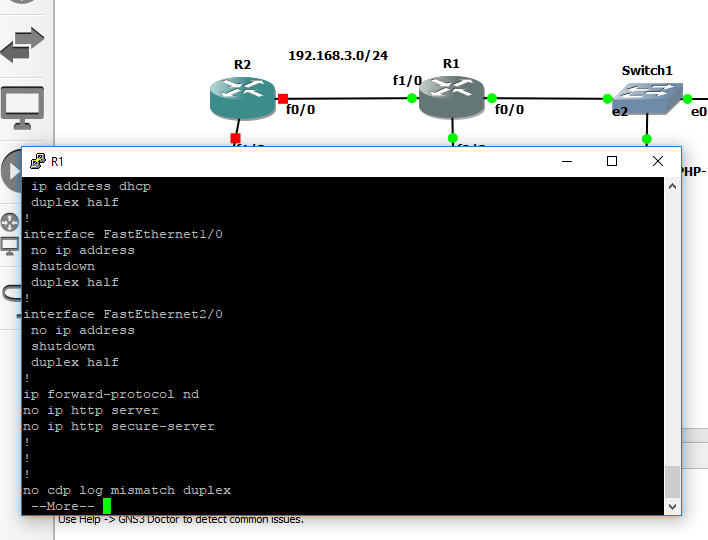 192.168.3.0/24
R2
R1
f1/0
Switch1
f0/0
f0/0
e2
e0
PHP-
R1
ip address dhcp
duplex half
!
interface FastEthernet1/0
no ip address
shutdown
duplex half
!
interface FastEthernet2/0
no ip address
shutdown
duplex half
!
ip forward-protocol nd
no ip http server
no ip http secure-server
!
!
!
no cdp log mismatch duplex
--More--
Use Help -> GNS3 Doctor to detect common issues.